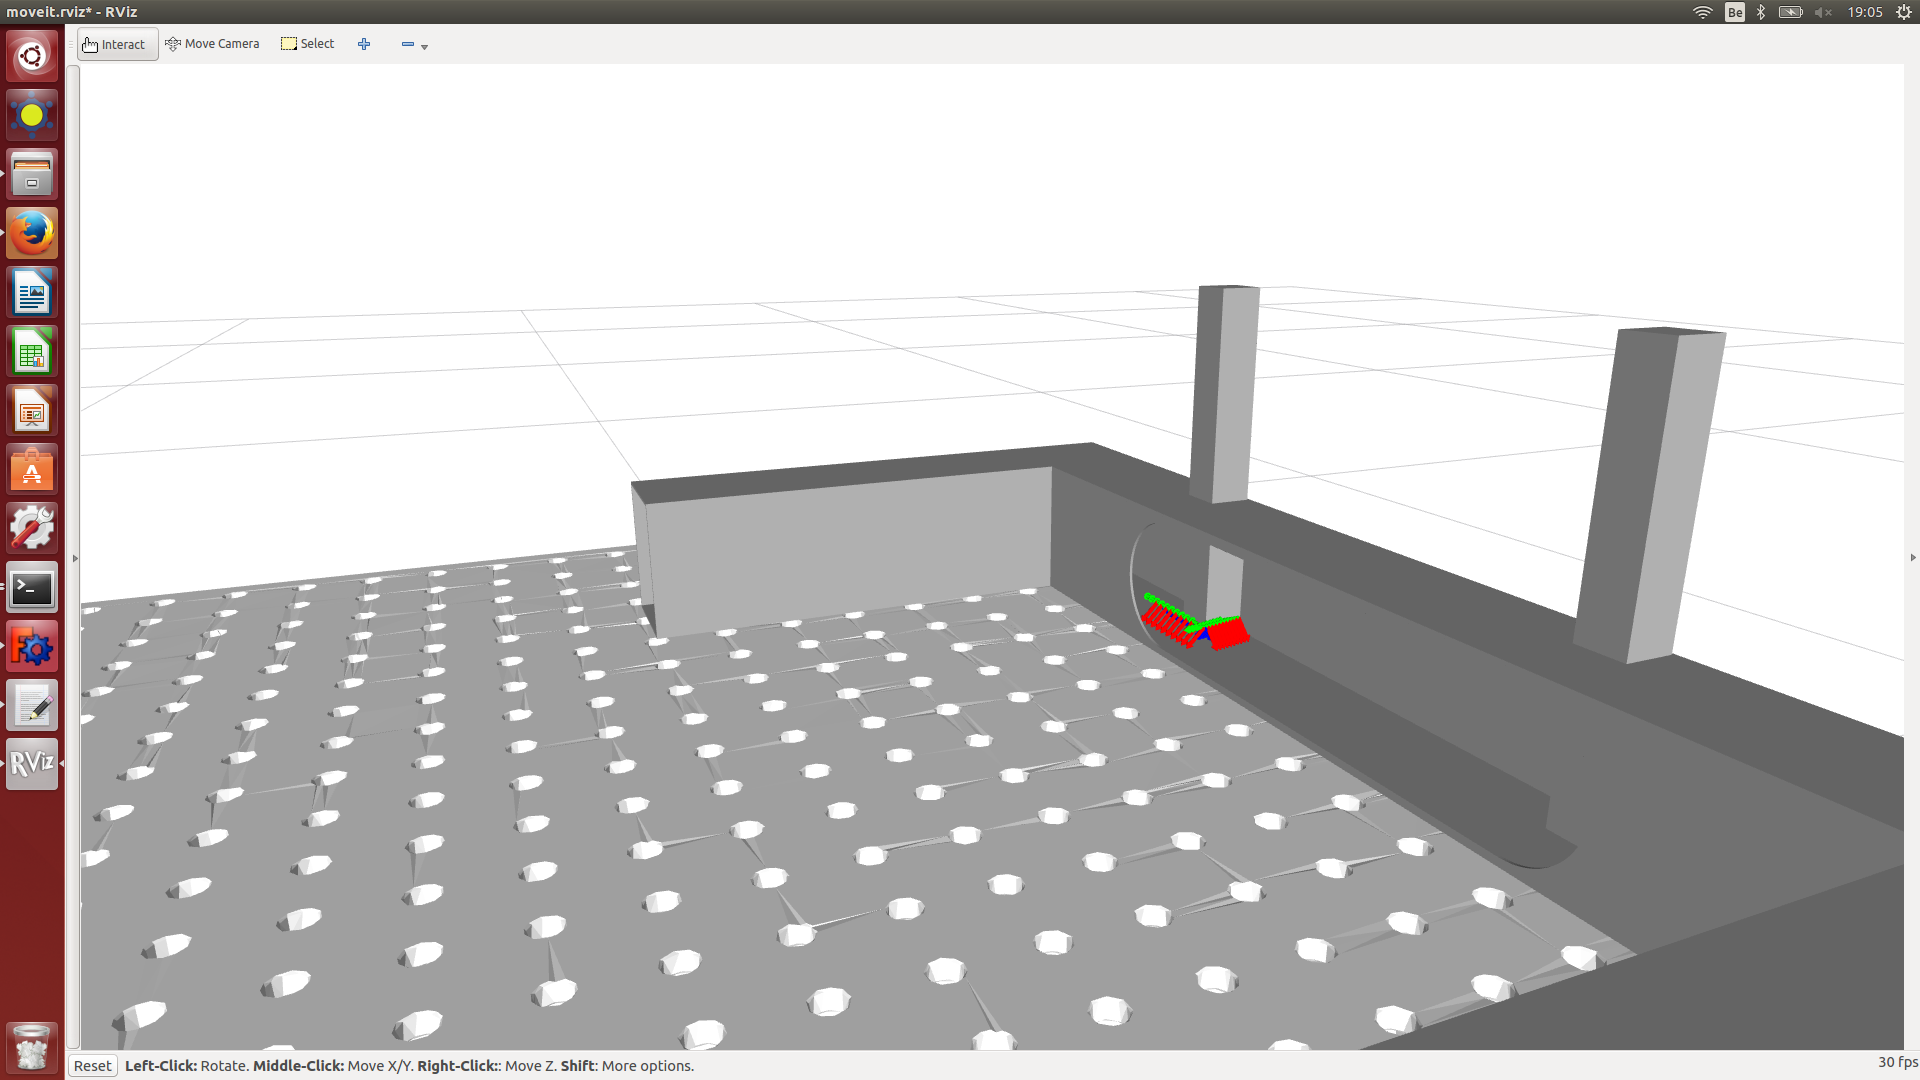 moveit.rviz* - RViz
Be
19:05
Interact
Move Camera
Select
RViz
Reset
Left-Click: Rotate. Middle-Click: Move X/Y. Right-Click:: Move Z. Shift: More options.
30 fps